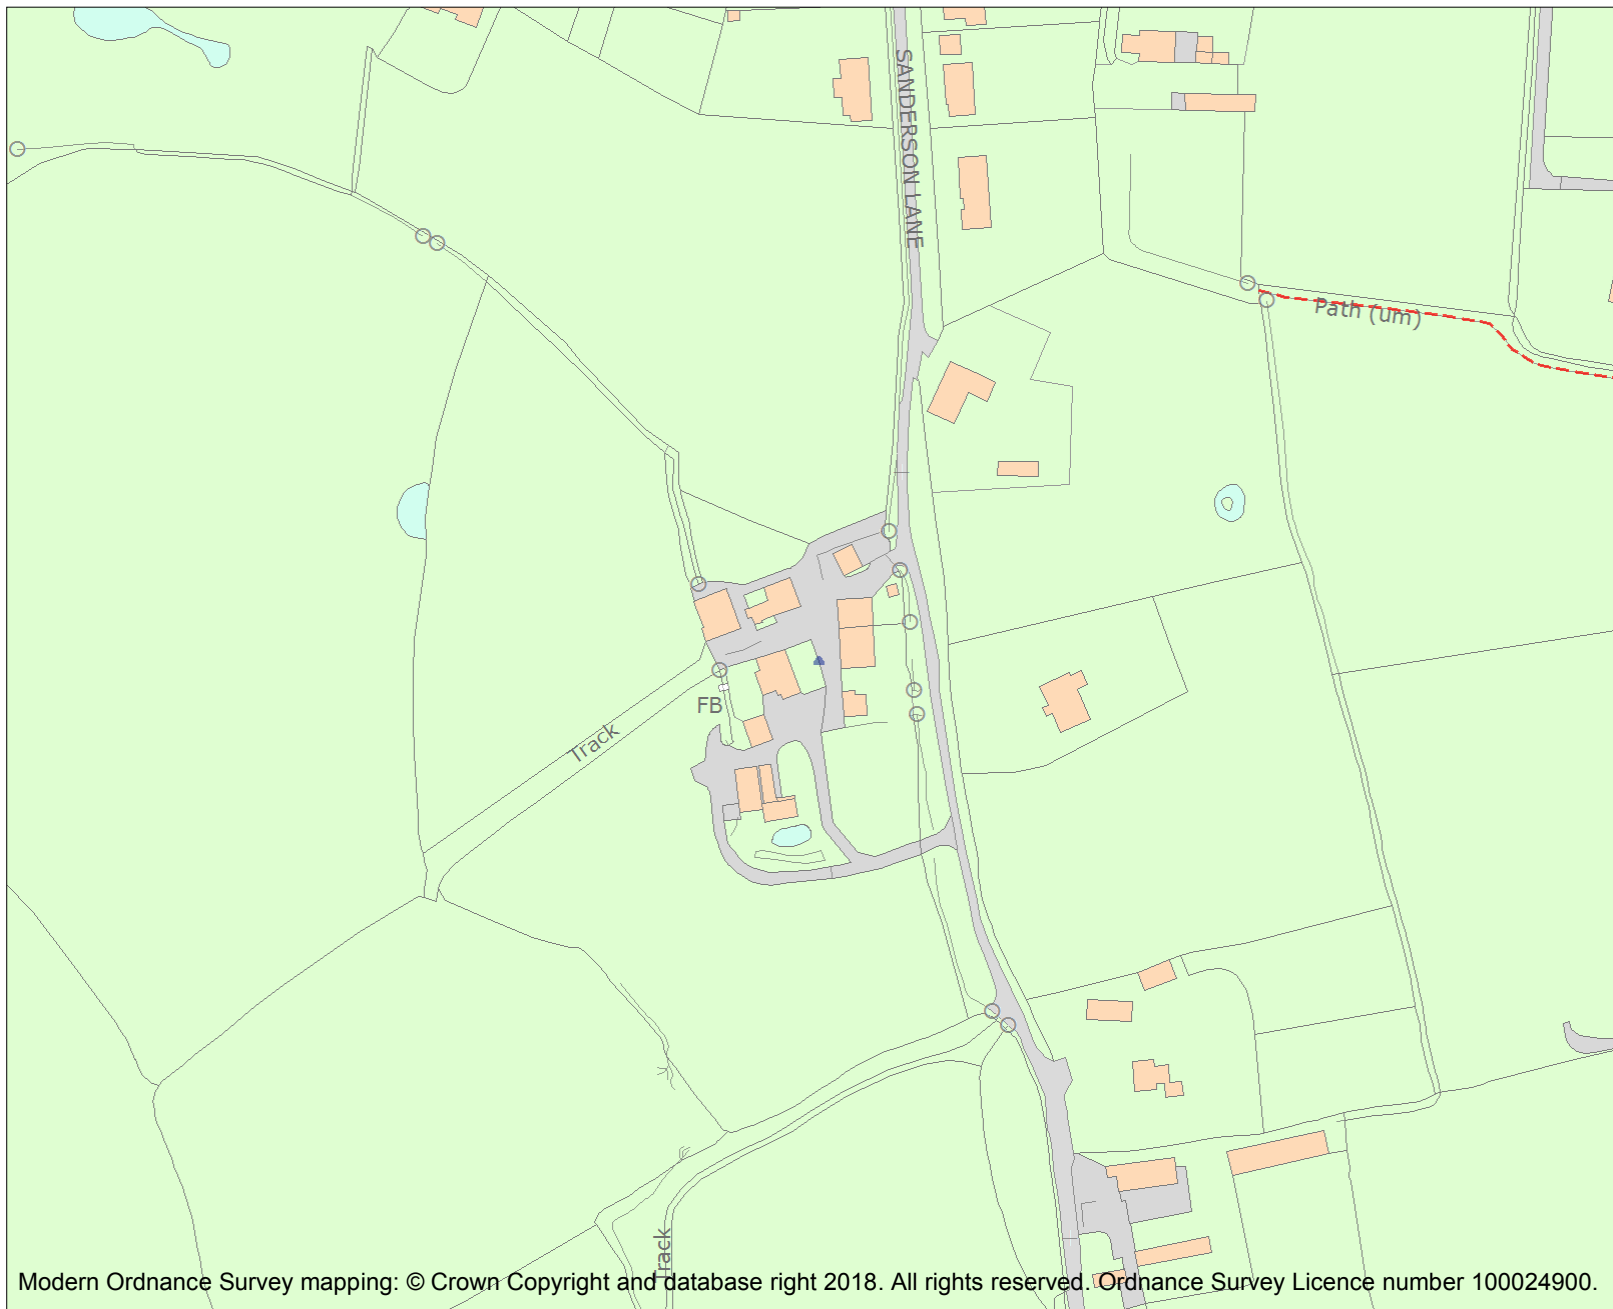 SANDERSON LANE
Path (um)
FB
Track
Track
Modern Ordnance Survey mapping: © Crown Copyright and database right 2018. All rights reserved. Ordnance Survey Licence number 100024900.